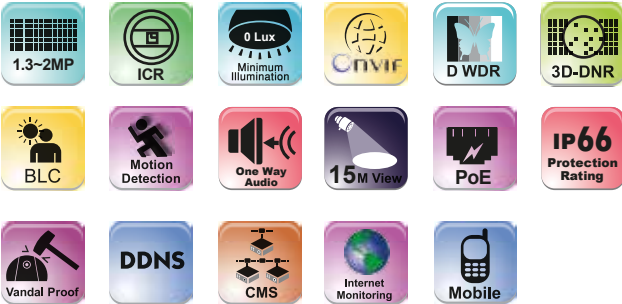 1.3~2MP
ICR
0 Lux
Minimum
Illumination
ONVIF
D WDR
3D-DNR
BLC
Motion
Detection
One Way
Audio
15M View
PoE
IP66
Protection
Rating
Vandal Proof
DDNS
CMS
Internet
Monitoring
Mobile